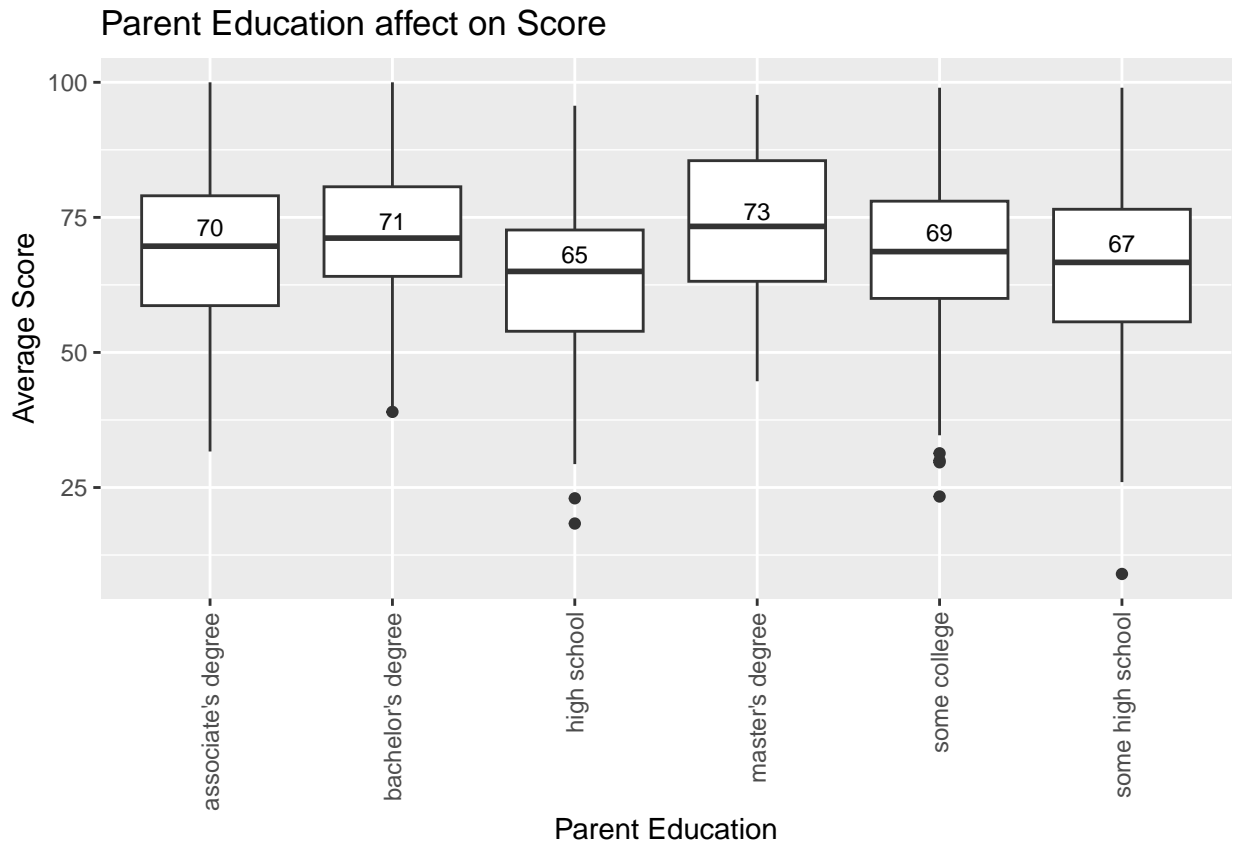 Parent Education affect on Score
100
75
50
25
Average Score
70
71
65
73
69
67
associate's degree
bachelor's degree
high school
master's degree
some college
some high school
Parent Education